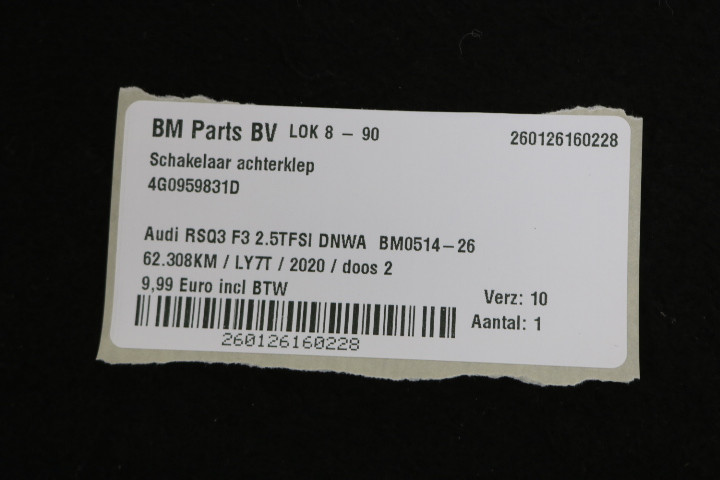 BM Parts BV LOK 8 - 90 260126160228
Schakelaar achterklep
4G0959831D
Audi RSQ3 F3 2.5TFSI DNWA BM0514-26
62.308KM / LY7T / 2020 / doos 2
9,99 Euro incl BTW
Verz: 10
Aantal: 1
260126160228